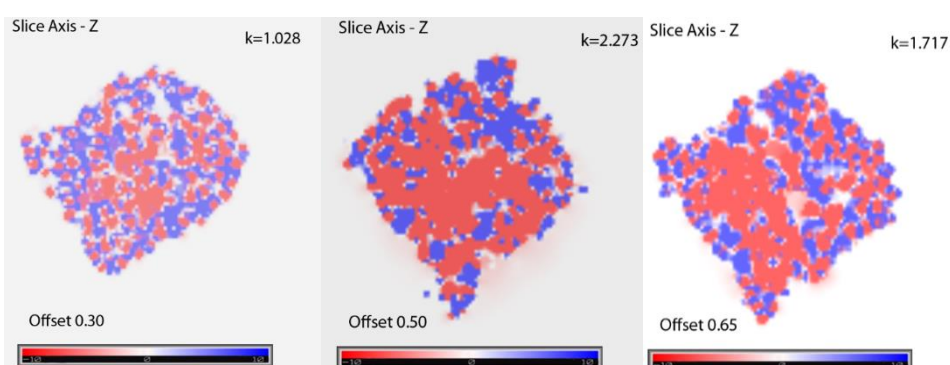 Slice Axis - Z
k=1.028
Offset 0.30
-10 0 10
Slice Axis - Z
k=2.273
Offset 0.50
-10 0 10
Slice Axis - Z
k=1.717
Offset 0.65
-10 0 10